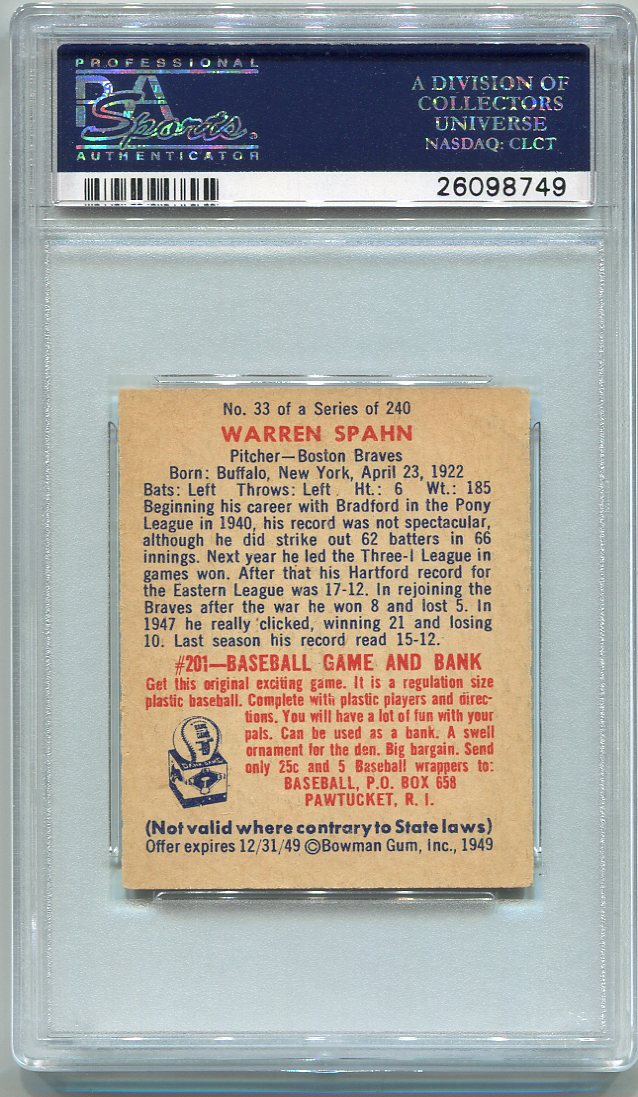 PROFESSIONAL
PSA
Sports
AUTHENTICATOR
A DIVISION OF
COLLECTORS
UNIVERSE
NASDAQ: CLCT
26098749
No. 33 of a Series of 240
WARREN SPAHN
Pitcher—Boston Braves
Born: Buffalo, New York, April 23, 1922
Bats: Left Throws: Left Ht.: 6 Wt.: 185
Beginning his career with Bradford in the Pony
League in 1940, his record was not spectacular,
although he did strike out 62 batters in 66
innings. Next year he led the Three-I League in
games won. After that his Hartford record for
the Eastern League was 17-12. In rejoining the
Braves after the war he won 8 and lost 5. In
1947 he really clicked, winning 21 and losing
10. Last season his record read 15-12.
#201—BASEBALL GAME AND BANK
Get this original exciting game. It is a regulation size
plastic baseball. Complete with plastic players and direc-
tions. You will have a lot of fun with your
pals. Can be used as a bank. A swell
ornament for the den. Big bargain. Send
only 25c and 5 Baseball wrappers to:
BASEBALL, P.O. BOX 658
PAWTUCKET, R. I.
(Not valid where contrary to State laws)
Offer expires 12/31/49 ©Bowman Gum, Inc., 1949